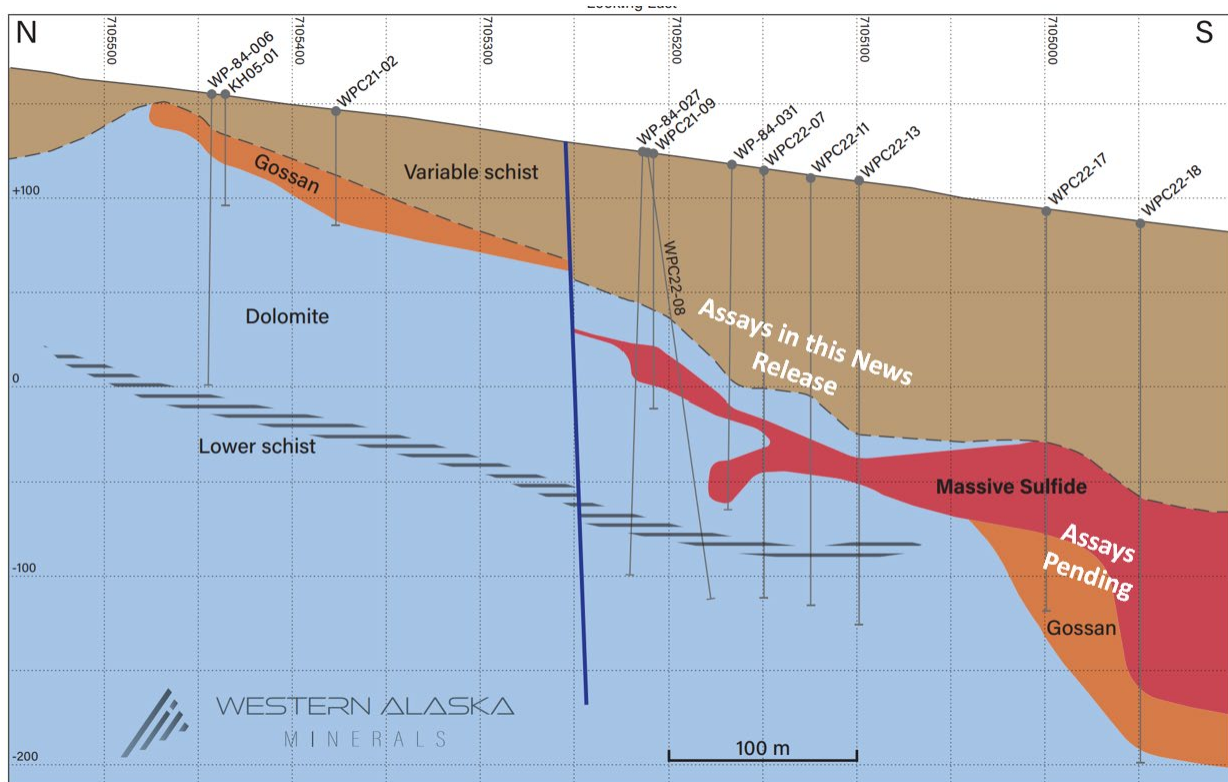 Looking East
N
S
7105500
7105400
7105300
7105200
7105100
7105000
WP-84-006
KH05-01
WPC21-02
WP-84-027
WPC21-09
WP-84-031
WPC22-07
WPC22-11
WPC22-13
WPC22-17
WPC22-18
WPC22-08
+100
0
-100
-200
Gossan
Variable schist
Dolomite
Lower schist
Assays in this News
Release
Massive Sulfide
Assays
Pending
Gossan
WESTERN ALASKA
MINERALS
100 m